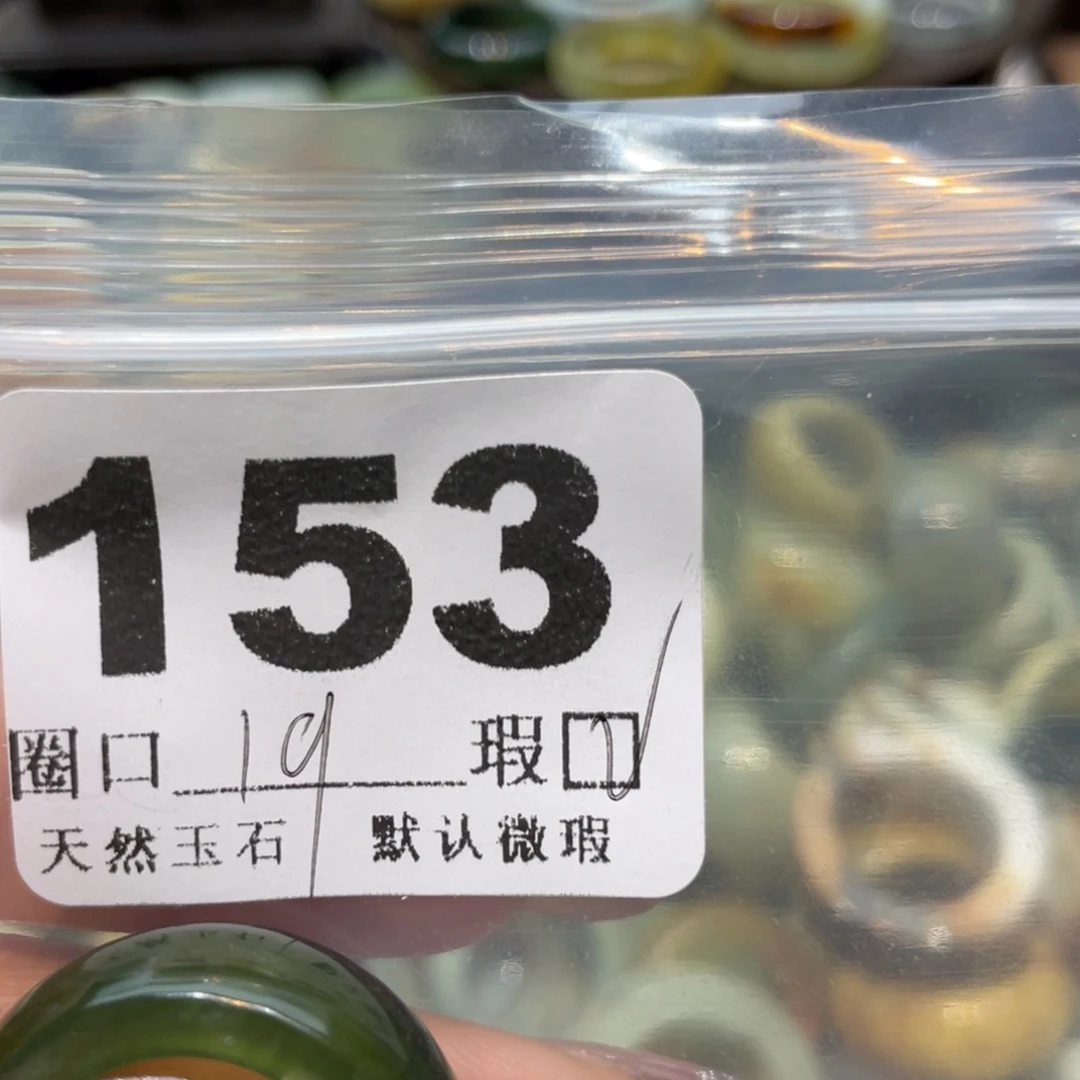 153
圈口 19 瑕 ☑
天然玉石 默认微瑕